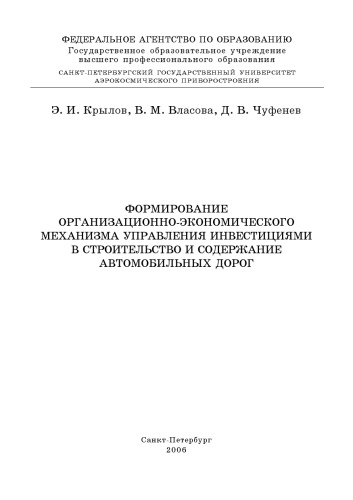 ФЕДЕРАЛЬНОЕ АГЕНТСТВО ПО ОБРАЗОВАНИЮ
Государственное образовательное учреждение
высшего профессионального образования
САНКТ-ПЕТЕРБУРГСКИЙ ГОСУДАРСТВЕННЫЙ УНИВЕРСИТЕТ
АЭРОКОСМИЧЕСКОГО ПРИБОРОСТРОЕНИЯ
Э. И. Крылов, В. М. Власова, Д. В. Чуфенев
ФОРМИРОВАНИЕ
ОРГАНИЗАЦИОННО-ЭКОНОМИЧЕСКОГО
МЕХАНИЗМА УПРАВЛЕНИЯ ИНВЕСТИЦИЯМИ
В СТРОИТЕЛЬСТВО И СОДЕРЖАНИЕ
АВТОМОБИЛЬНЫХ ДОРОГ
Санкт-Петербург
2006